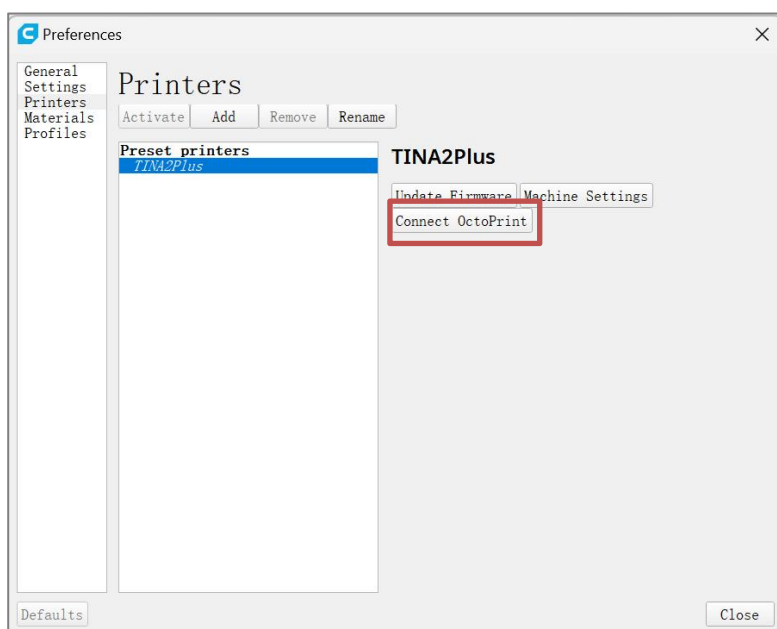 Preferences
General
Settings
Printers
Materials
Profiles
Printers
Activate Add Remove Rename
Preset printers
TINA2Plus
TINA2Plus
Update Firmware Machine Settings
Connect OctoPrint
Defaults
Close